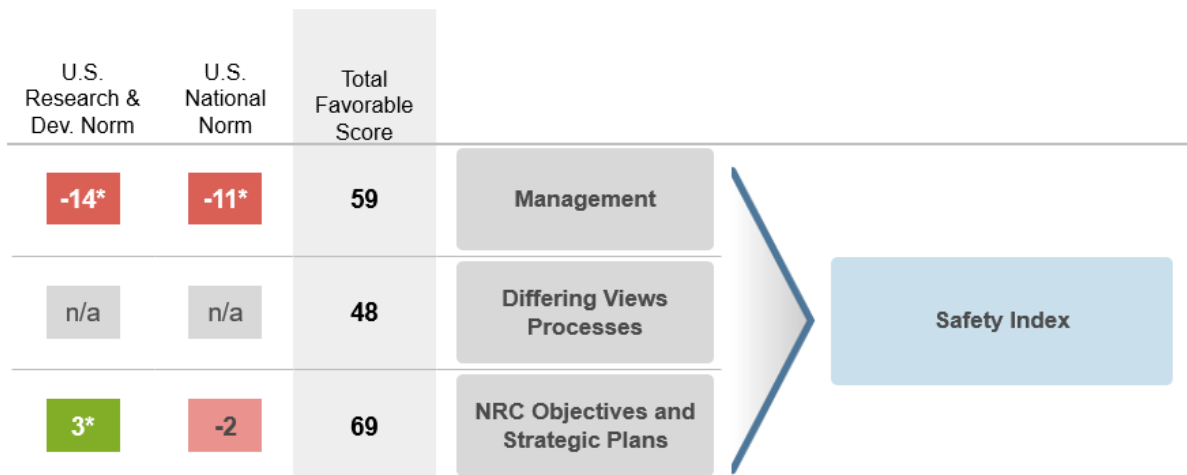 U.S.
Research &
Dev. Norm
U.S.
National
Norm
Total
Favorable
Score
-14*
-11*
59
Management
n/a
n/a
48
Differing Views
Processes
Safety Index
3*
-2
69
NRC Objectives and
Strategic Plans